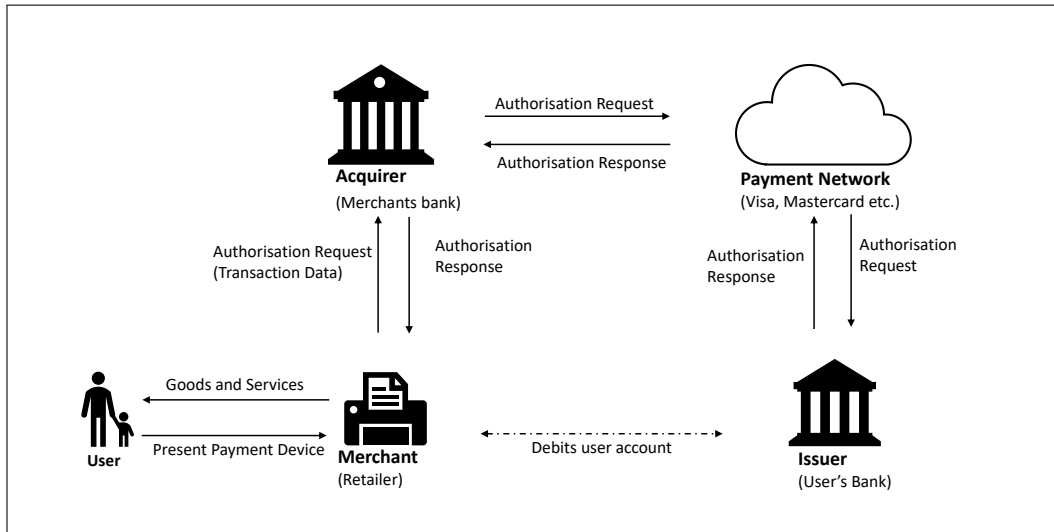 Authorisation Request
Authorisation Response
Acquirer
(Merchants bank)
Payment Network
(Visa, Mastercard etc.)
Authorisation Request
(Transaction Data)
Authorisation
Response
Authorisation
Response
Authorisation
Request
Goods and Services
Present Payment Device
User
Merchant
(Retailer)
Debits user account
Issuer
(User's Bank)